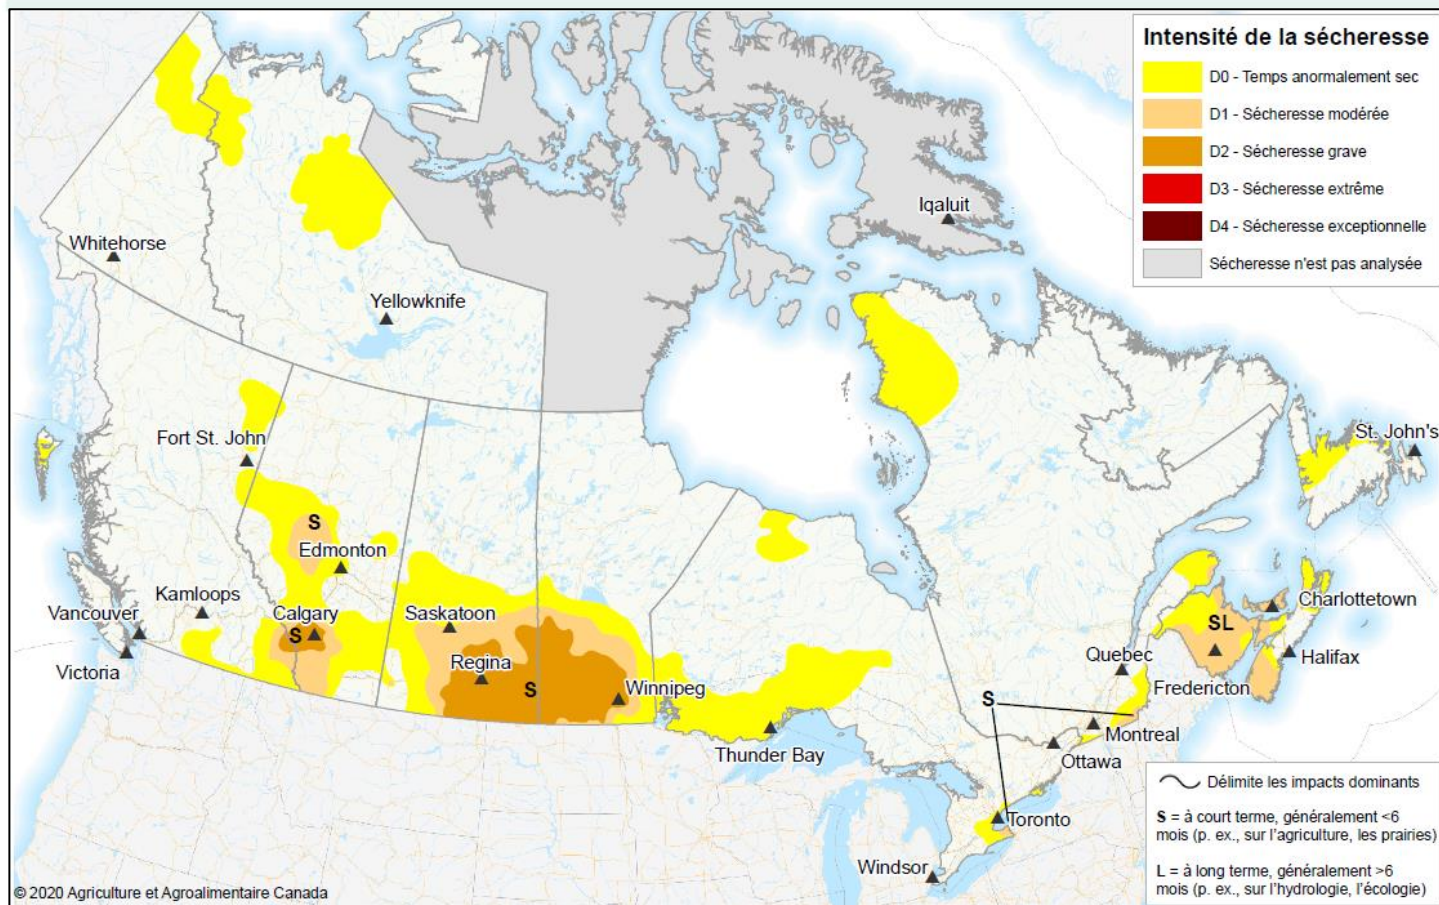 Intensité de la sécheresse
D0 - Temps anormalement sec
D1 - Sécheresse modérée
D2 - Sécheresse grave
D3 - Sécheresse extrême
D4 - Sécheresse exceptionnelle
Sécheresse n'est pas analysée
Iqaluit
Whitehorse
Yellowknife
Fort St. John
St. John's
S
Edmonton
Kamloops
Vancouver
Calgary
Saskatoon
Charlottetown
S
SL
Victoria
Regina
S
Winnipeg
Quebec
Halifax
Fredericton
S
Thunder Bay
Montreal
Ottawa
Toronto
Windsor
Délimite les impacts dominants
S = à court terme, généralement <6
mois (p. ex., sur l'agriculture, les prairies)
L = à long terme, généralement >6
mois (p. ex., sur l'hydrologie, l'écologie)
© 2020 Agriculture et Agroalimentaire Canada